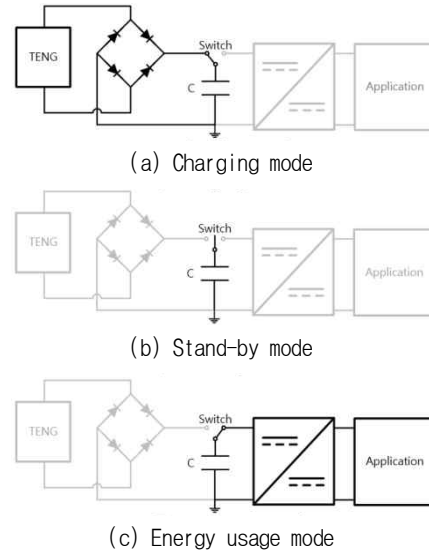 Switch
TENG
C
Application
(a) Charging mode
Switch
TENG
C
Application
(b) Stand-by mode
Switch
TENG
C
Application
(c) Energy usage mode